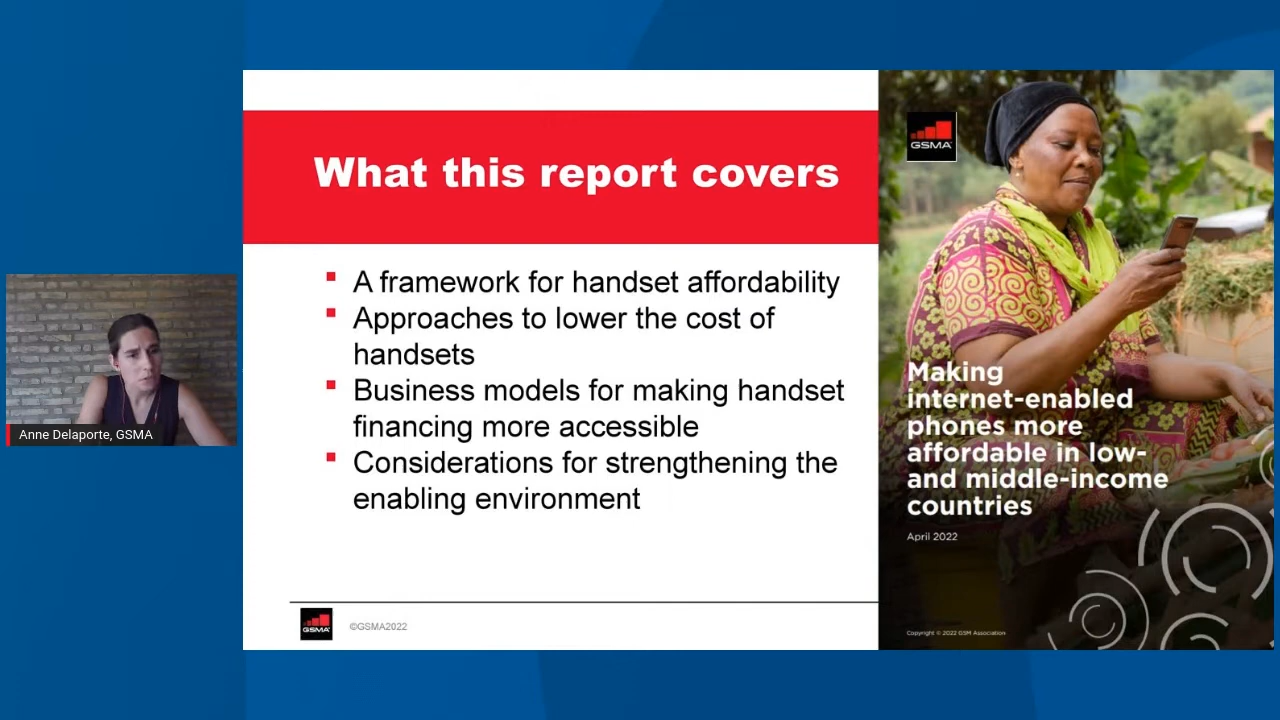 What this report covers
A framework for handset affordability
Approaches to lower the cost of
handsets
Business models for making handset
financing more accessible
Considerations for strengthening the
enabling environment
GSMA
©GSMA2022
GSMA
Making
internet-enabled
phones more
affordable in low-
and middle-income
countries
April 2022
Copyright © 2022 GSM Association
Anne Delaporte, GSMA